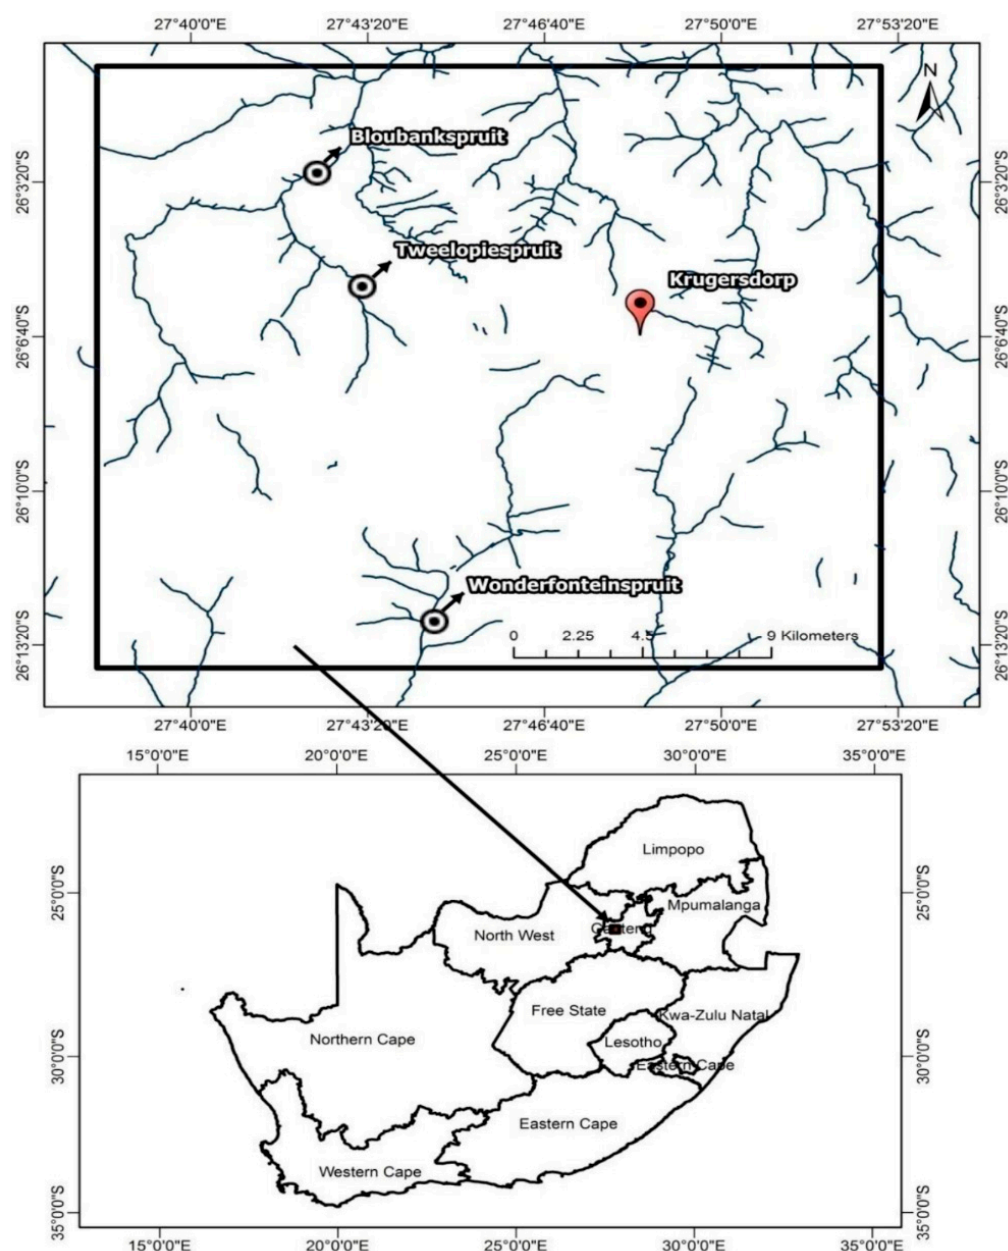 27°40'0"E 27°43'20"E 27°46'40"E 27°50'0"E 27°53'20"E
N
Bloubankspruit
26°3'20"S 26°3'20"S
Tweelopiespruit
Krugersdorp
26°6'40"S 26°6'40"S
26°10'0"S 26°10'0"S
Wonderfonteinspruit
0 2.25 4.5 9 Kilometers
26°13'20"S 26°13'20"S
27°40'0"E 27°43'20"E 27°46'40"E 27°50'0"E 27°53'20"E
15°0'0"E 20°0'0"E 25°0'0"E 30°0'0"E 35°0'0"E
Limpopo
25°0'0"S 25°0'0"S
Mpumalanga
Gauteng
North West
Free State
Kwa-Zulu Natal
Northern Cape
Lesotho
30°0'0"S 30°0'0"S
Eastern Cape
Eastern Cape
Western Cape
35°0'0"S 35°0'0"S
15°0'0"E 20°0'0"E 25°0'0"E 30°0'0"E 35°0'0"E